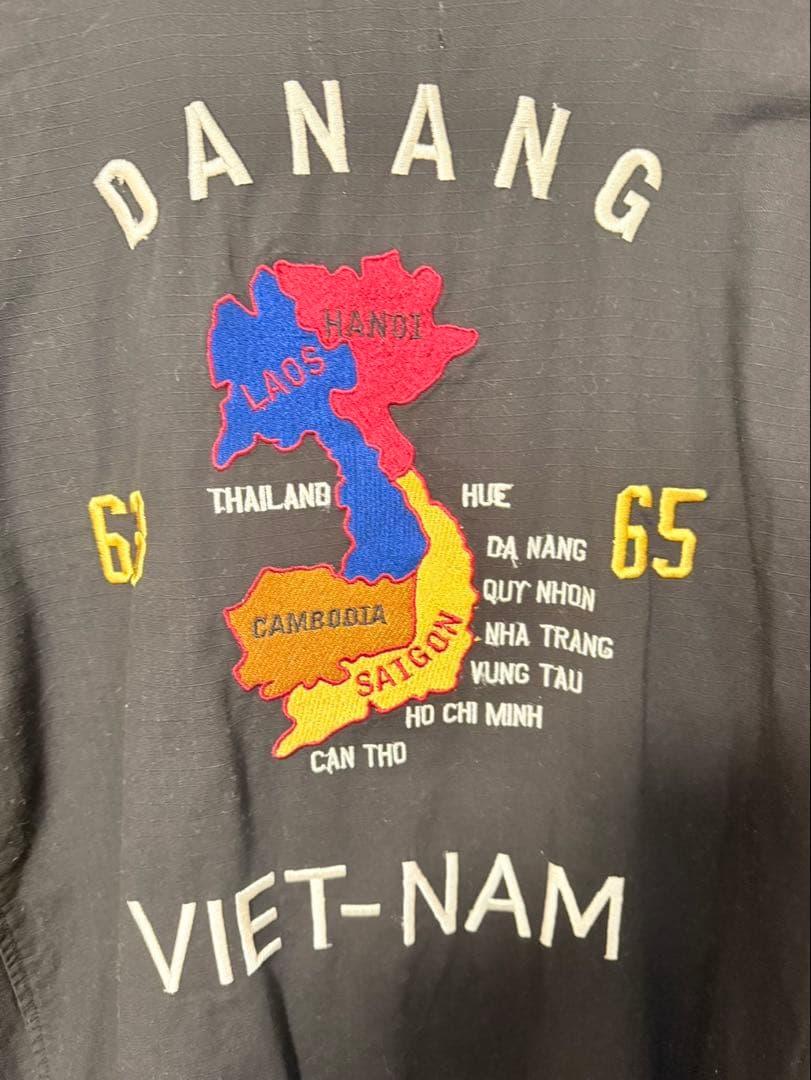 DANANG
HANOI
LAOS
THAILAND
HUE
65
DA NANG
QUY NHON
CAMBODIA
NHA TRANG
SAIGON
VUNG TAU
HO CHI MINH
CAN THO
VIET-NAM